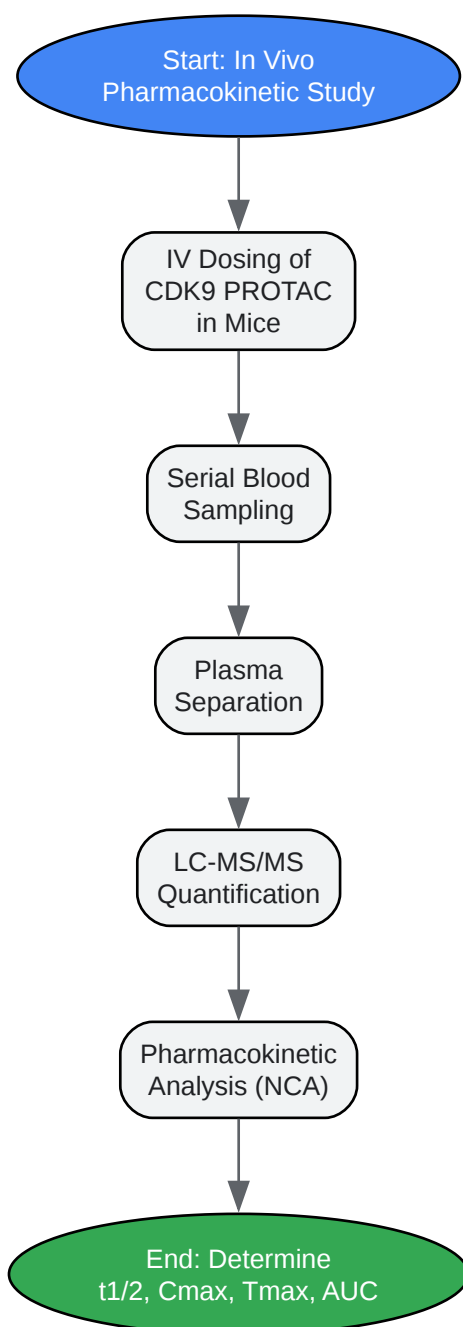 Start: In Vivo
Pharmacokinetic Study
IV Dosing of
CDK9 PROTAC
in Mice
Serial Blood
Sampling
Plasma
Separation
LC-MS/MS
Quantification
Pharmacokinetic
Analysis (NCA)
End: Determine
t1/2, Cmax, Tmax, AUC